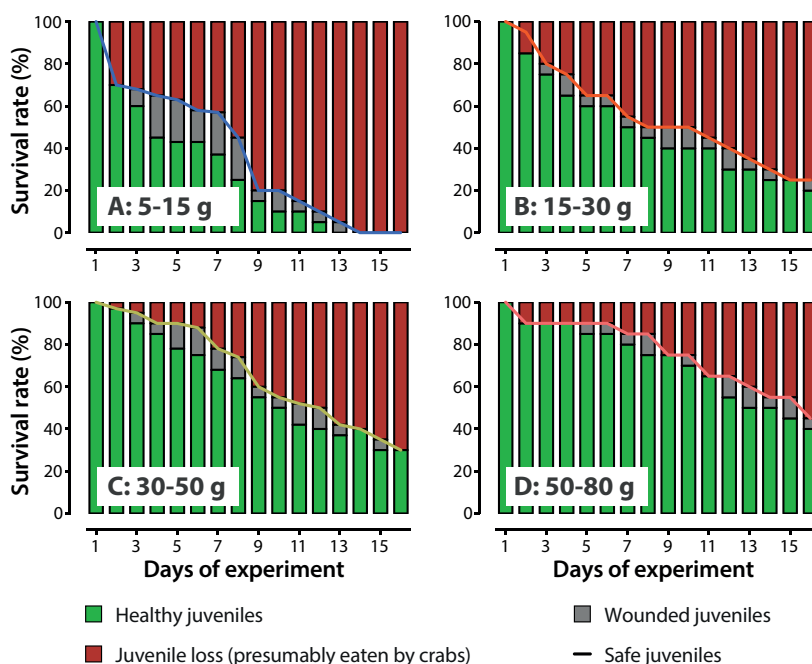 Survival rate (%)
100
80
60
40
20
0
A: 5-15 g
1 3 5 7 9 11 13 15
100
80
60
40
20
0
B: 15-30 g
1 3 5 7 9 11 13 15
Survival rate (%)
100
80
60
40
20
0
C: 30-50 g
1 3 5 7 9 11 13 15
Days of experiment
100
80
60
40
20
0
D: 50-80 g
1 3 5 7 9 11 13 15
Days of experiment
Healthy juveniles
Wounded juveniles
Juvenile loss (presumably eaten by crabs)
Safe juveniles